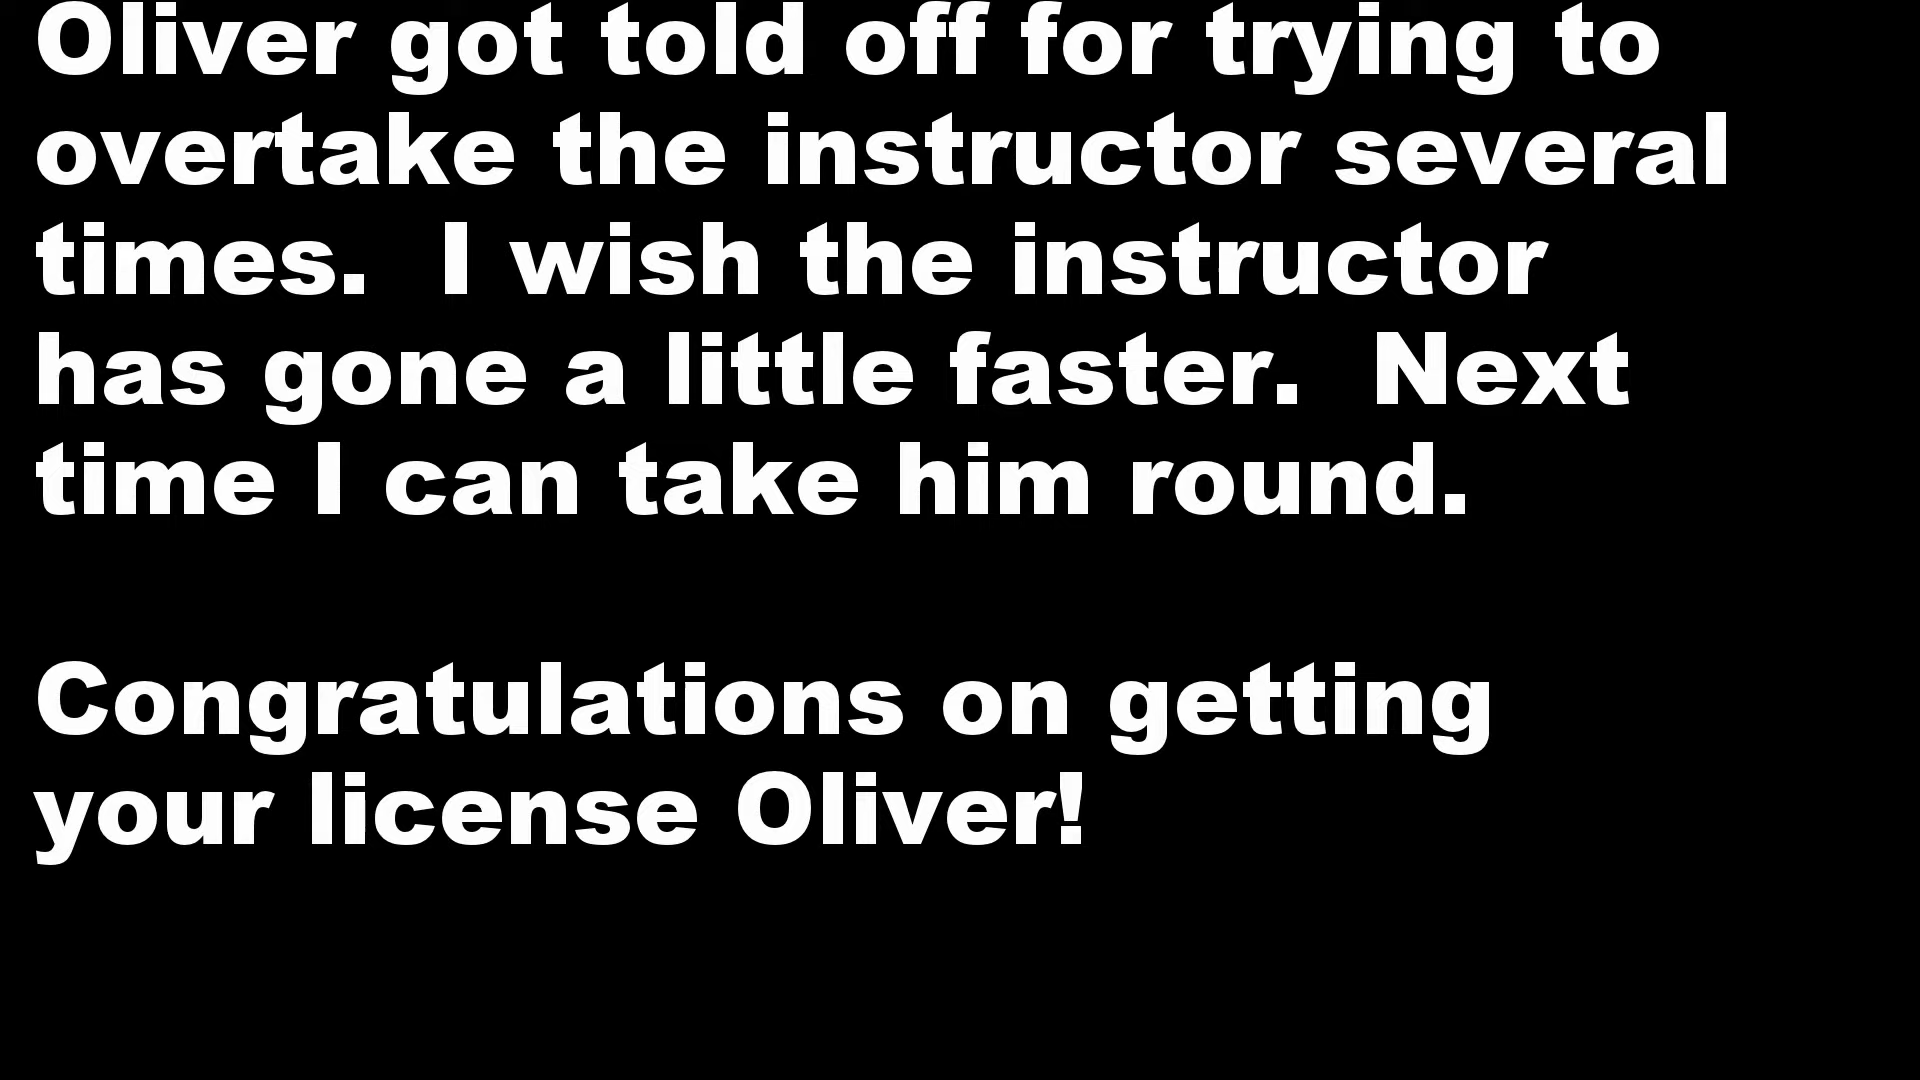 Oliver got told off for trying to
overtake the instructor several
times.  I wish the instructor
has gone a little faster.  Next
time I can take him round.
Congratulations on getting
your license Oliver!